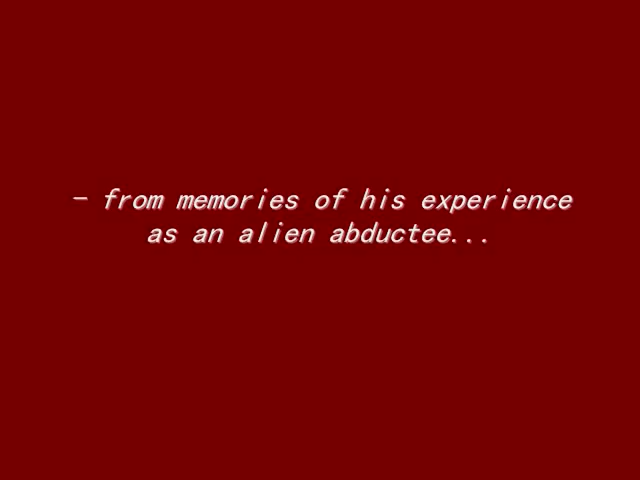 - from memories of his experience
as an alien abductee...